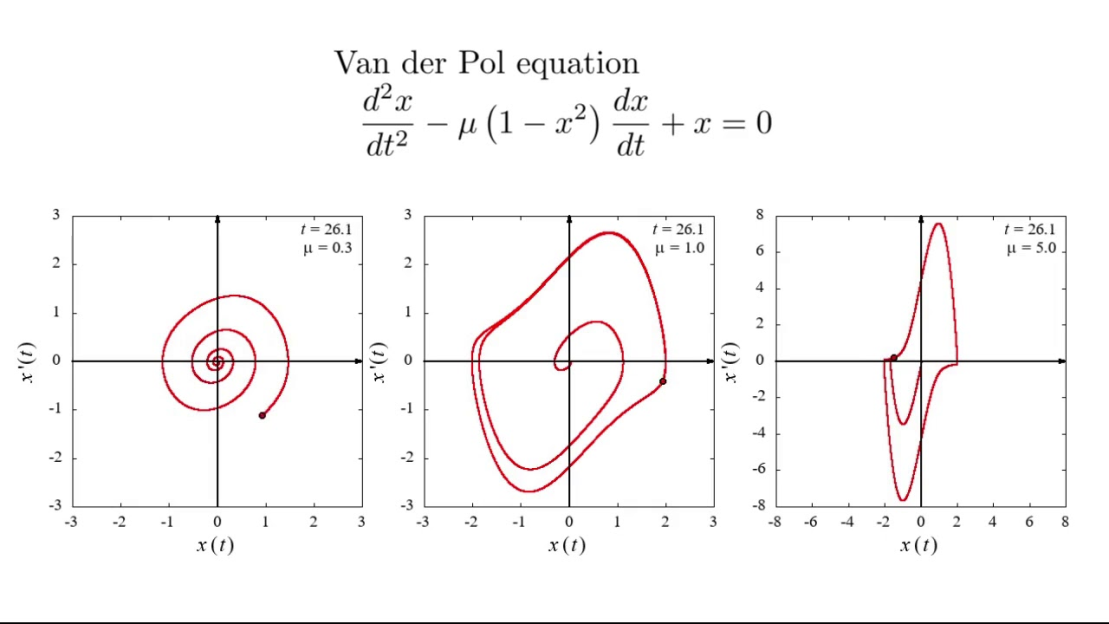 Van der Pol equation
d²x/dt² − μ (1 − x²) dx/dt + x = 0
3
2
1
0
-1
-2
-3
x'(t)
t = 26.1
μ = 0.3
-3 -2 -1 0 1 2 3
x(t)
3
2
1
0
-1
-2
-3
x'(t)
t = 26.1
μ = 1.0
-3 -2 -1 0 1 2 3
x(t)
8
6
4
2
0
-2
-4
-6
-8
x'(t)
t = 26.1
μ = 5.0
-8 -6 -4 -2 0 2 4 6 8
x(t)